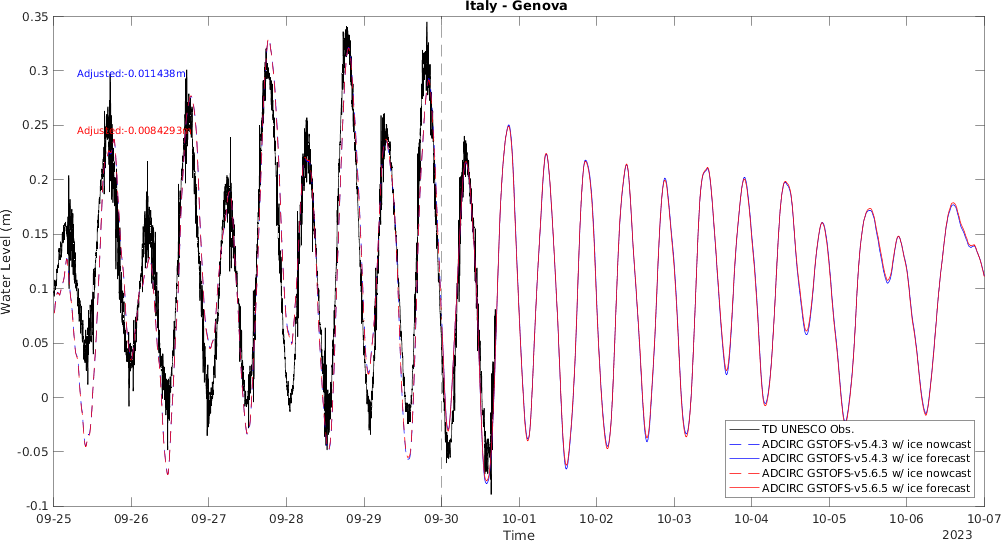 Italy - Genova
0.35
0.3
0.25
0.2
0.15
0.1
0.05
0
-0.05
-0.1
Water Level (m)
Adjusted:-0.011438m
Adjusted:-0.0084293m
TD UNESCO Obs.
ADCIRC GSTOFS-v5.4.3 w/ ice nowcast
ADCIRC GSTOFS-v5.4.3 w/ ice forecast
ADCIRC GSTOFS-v5.6.5 w/ ice nowcast
ADCIRC GSTOFS-v5.6.5 w/ ice forecast
09-25 09-26 09-27 09-28 09-29 09-30 10-01 10-02 10-03 10-04 10-05 10-06 10-07
Time
2023